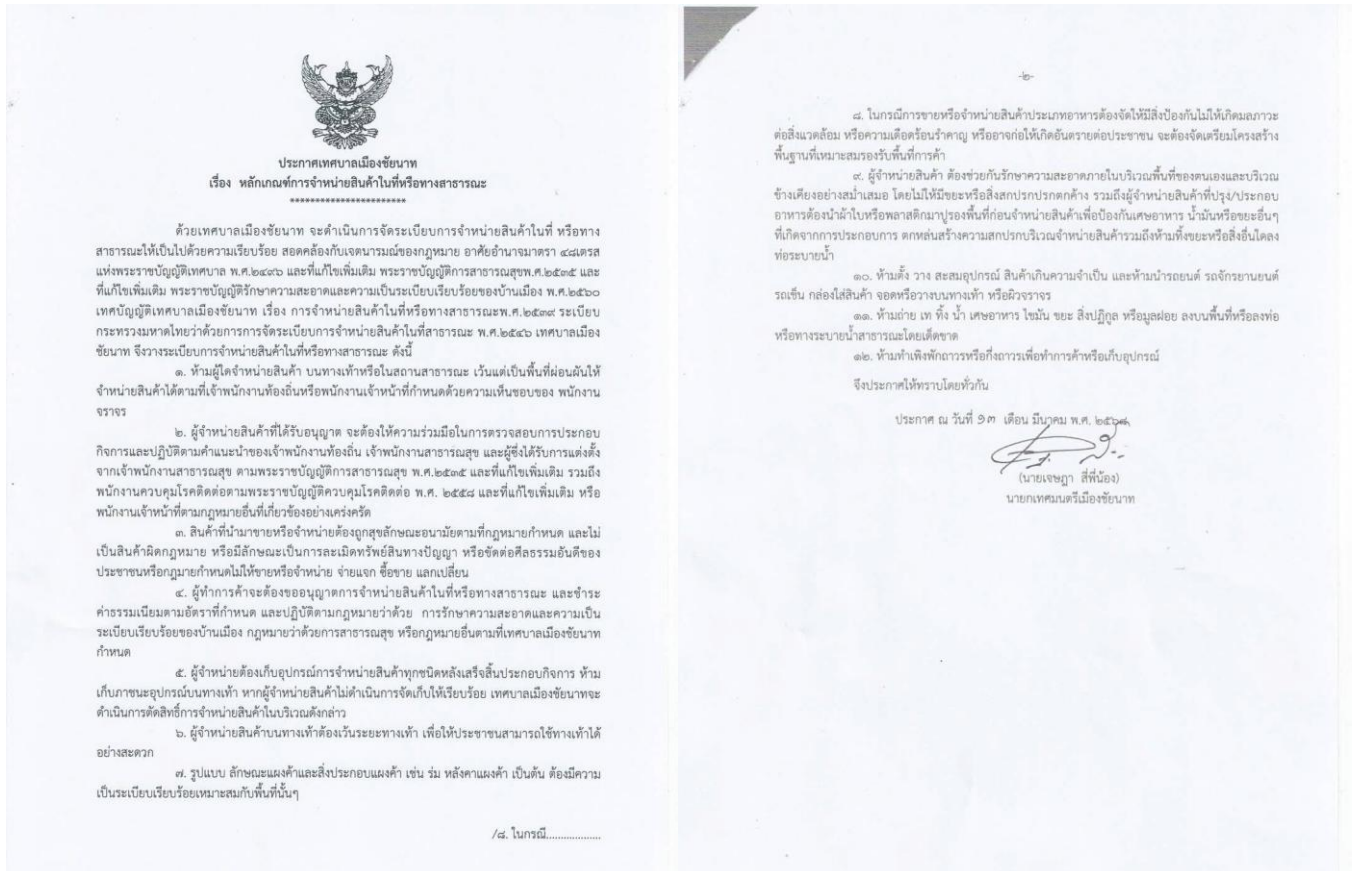 ประกาศเทศบาลเมืองชัยนาท
เรื่อง หลักเกณฑ์การจำหน่ายสินค้าในที่หรือทางสาธารณะ
************************
ด้วยเทศบาลเมืองชัยนาท จะดำเนินการจัดระเบียบการจำหน่ายสินค้าในที่ หรือทาง
สาธารณะให้เป็นไปด้วยความเรียบร้อย สอดคล้องกับเจตนารมณ์ของกฎหมาย อาศัยอำนาจมาตรา ๔๘เตรส
แห่งพระราชบัญญัติเทศบาล พ.ศ.๒๔๙๖ และที่แก้ไขเพิ่มเติม พระราชบัญญัติการสาธารณสุขพ.ศ.๒๕๓๕ และ
ที่แก้ไขเพิ่มเติม พระราชบัญญัติรักษาความสะอาดและความเป็นระเบียบเรียบร้อยของบ้านเมือง พ.ศ.๒๕๖๐
เทศบัญญัติเทศบาลเมืองชัยนาท เรื่อง การจำหน่ายสินค้าในที่หรือทางสาธารณะพ.ศ.๒๕๓๙ ระเบียบ
กระทรวงมหาดไทยว่าด้วยการการจัดระเบียบการจำหน่ายสินค้าในที่สาธารณะ พ.ศ.๒๕๔๖ เทศบาลเมือง
ชัยนาท จึงวางระเบียบการจำหน่ายสินค้าในที่หรือทางสาธารณะ ดังนี้
๑. ห้ามผู้ใดจำหน่ายสินค้า บนทางเท้าหรือในสถานสาธารณะ เว้นแต่เป็นพื้นที่ผ่อนผันให้
จำหน่ายสินค้าได้ตามที่เจ้าพนักงานท้องถิ่นหรือพนักงานเจ้าหน้าที่กำหนดด้วยความเห็นชอบของ พนักงาน
จราจร
๒. ผู้จำหน่ายสินค้าที่ได้รับอนุญาต จะต้องให้ความร่วมมือในการตรวจสอบการประกอบ
กิจการและปฏิบัติตามคำแนะนำของเจ้าพนักงานท้องถิ่น เจ้าพนักงานสาธารณสุข และผู้ซึ่งได้รับการแต่งตั้ง
จากเจ้าพนักงานสาธารณสุข ตามพระราชบัญญัติการสาธารณสุข พ.ศ.๒๕๓๕ และที่แก้ไขเพิ่มเติม รวมถึง
พนักงานควบคุมโรคติดต่อตามพระราชบัญญัติควบคุมโรคติดต่อ พ.ศ. ๒๕๕๘ และที่แก้ไขเพิ่มเติม หรือ
พนักงานเจ้าหน้าที่ตามกฎหมายอื่นที่เกี่ยวข้องอย่างเคร่งครัด
๓. สินค้าที่นำมาขายหรือจำหน่ายต้องถูกสุขลักษณะอนามัยตามที่กฎหมายกำหนด และไม่
เป็นสินค้าผิดกฎหมาย หรือมีลักษณะเป็นการละเมิดทรัพย์สินทางปัญญา หรือขัดต่อศีลธรรมอันดีของ
ประชาชนหรือกฎมายกำหนดไม่ให้ขายหรือจำหน่าย จ่ายแจก ซื้อขาย แลกเปลี่ยน
๔. ผู้ทำการค้าจะต้องขออนุญาตการจำหน่ายสินค้าในที่หรือทางสาธารณะ และชำระ
ค่าธรรมเนียมตามอัตราที่กำหนด และปฏิบัติตามกฎหมายว่าด้วย การรักษาความสะอาดและความเป็น
ระเบียบเรียบร้อยของบ้านเมือง กฎหมายว่าด้วยการสาธารณสุข หรือกฎหมายอื่นตามที่เทศบาลเมืองชัยนาท
กำหนด
๕. ผู้จำหน่ายต้องเก็บอุปกรณ์การจำหน่ายสินค้าทุกชนิดหลังเสร็จสิ้นประกอบกิจการ ห้าม
เก็บภาชนะอุปกรณ์บนทางเท้า หากผู้จำหน่ายสินค้าไม่ดำเนินการจัดเก็บให้เรียบร้อย เทศบาลเมืองชัยนาทจะ
ดำเนินการตัดสิทธิ์การจำหน่ายสินค้าในบริเวณดังกล่าว
๖. ผู้จำหน่ายสินค้าบนทางเท้าต้องเว้นระยะทางเท้า เพื่อให้ประชาชนสามารถใช้ทางเท้าได้
อย่างสะดวก
๗. รูปแบบ ลักษณะแผงค้าและสิ่งประกอบแผงค้า เช่น ร่ม หลังคาแผงค้า เป็นต้น ต้องมีความ
เป็นระเบียบเรียบร้อยเหมาะสมกับพื้นที่นั้นๆ
/๘. ในกรณี...................
-๒-
๘. ในกรณีการขายหรือจำหน่ายสินค้าประเภทอาหารต้องจัดให้มีสิ่งป้องกันไม่ให้เกิดมลภาวะ
ต่อสิ่งแวดล้อม หรือความเดือดร้อนรำคาญ หรืออาจก่อให้เกิดอันตรายต่อประชาชน จะต้องจัดเตรียมโครงสร้าง
พื้นฐานที่เหมาะสมรองรับพื้นที่การค้า
๙. ผู้จำหน่ายสินค้า ต้องช่วยกันรักษาความสะอาดภายในบริเวณพื้นที่ของตนเองและบริเวณ
ข้างเคียงอย่างสม่ำเสมอ โดยไม่ให้มีขยะหรือสิ่งสกปรกปรกตกค้าง รวมถึงผู้จำหน่ายสินค้าที่ปรุง/ประกอบ
อาหารต้องนำผ้าใบหรือพลาสติกมาปูรองพื้นที่ก่อนจำหน่ายสินค้าเพื่อป้องกันเศษอาหาร น้ำมันหรือขยะอื่นๆ
ที่เกิดจากการประกอบการ ตกหล่นสร้างความสกปรกบริเวณจำหน่ายสินค้ารวมถึงห้ามทิ้งขยะหรือสิ่งอื่นใดลง
ท่อระบายน้ำ
๑๐. ห้ามตั้ง วาง สะสมอุปกรณ์ สินค้าเกินความจำเป็น และห้ามนำรถยนต์ รถจักรยานยนต์
รถเข็น กล่องใส่สินค้า จอดหรือวางบนทางเท้า หรือผิวจราจร
๑๑. ห้ามถ่าย เท ทิ้ง น้ำ เศษอาหาร ไขมัน ขยะ สิ่งปฏิกูล หรือมูลฝอย ลงบนพื้นที่หรือลงท่อ
หรือทางระบายน้ำสาธารณะโดยเด็ดขาด
๑๒. ห้ามทำเพิงพักถาวรหรือกึ่งถาวรเพื่อทำการค้าหรือเก็บอุปกรณ์
จึงประกาศให้ทราบโดยทั่วกัน
ประกาศ ณ วันที่ ๑๓ เดือน มีนาคม พ.ศ. ๒๕๖๘
(นายเจษฎา สี่พี่น้อง)
นายกเทศมนตรีเมืองชัยนาท